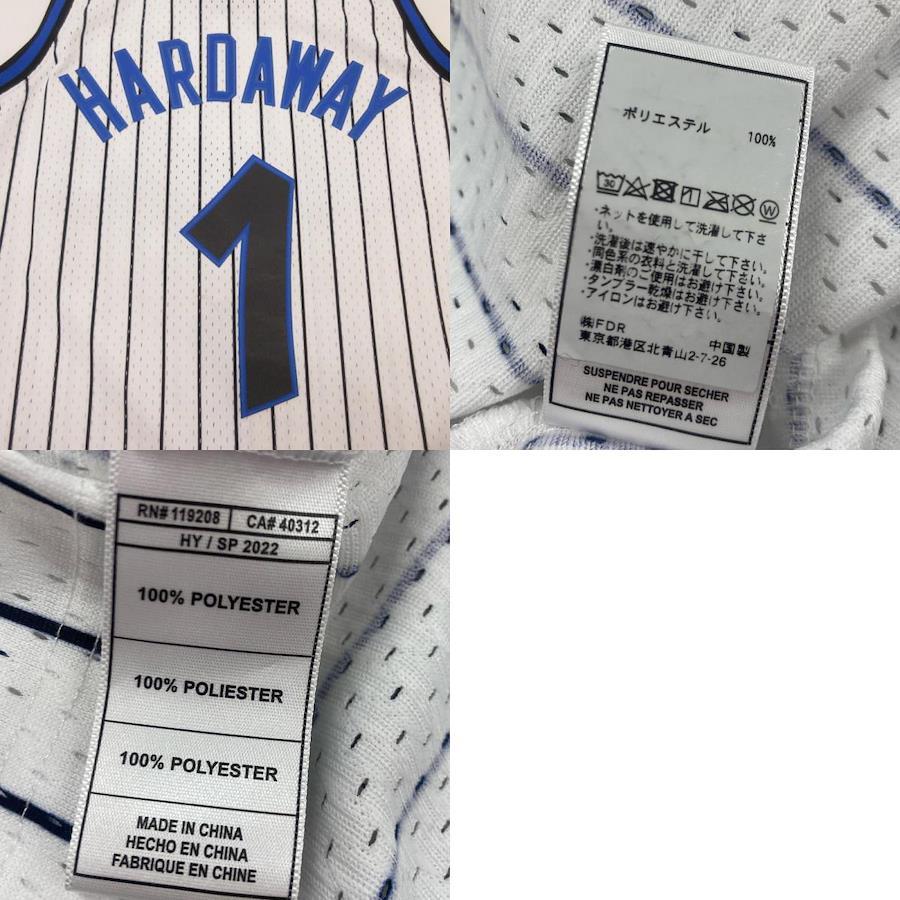 HARDAWAY
1
ポリエステル 100%
30 W
・ネットを使用して洗濯して下さ
い。
・洗濯後は速やかに干して下さい。
・同色系の衣料と洗濯して下さい。
・漂白剤のご使用はお避け下さい。
・タンブラー乾燥はお避け下さい。
・アイロンはお避け下さい。
㈱FDR 中国製
東京都港区北青山2-7-26
SUSPENDRE POUR SECHER
NE PAS REPASSER
NE PAS NETTOYER A SEC
RN# 119208 CA# 40312
HY / SP 2022
100% POLYESTER
100% POLIESTER
100% POLYESTER
MADE IN CHINA
HECHO EN CHINA
FABRIQUE EN CHINE